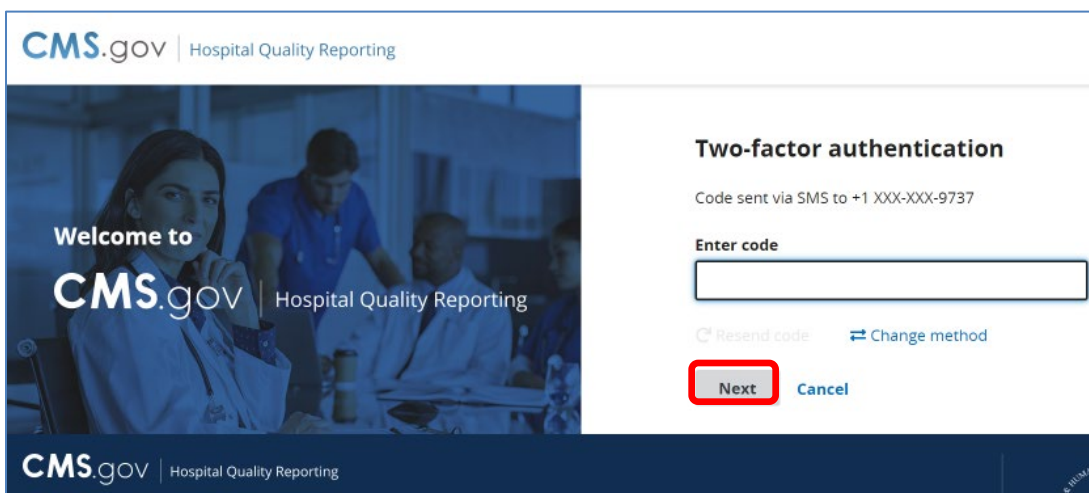 CMS.gov | Hospital Quality Reporting
Two-factor authentication
Code sent via SMS to +1 XXX-XXX-9737
Enter code
Resend code Change method
Next Cancel
Welcome to
CMS.gov | Hospital Quality Reporting
CMS.gov | Hospital Quality Reporting